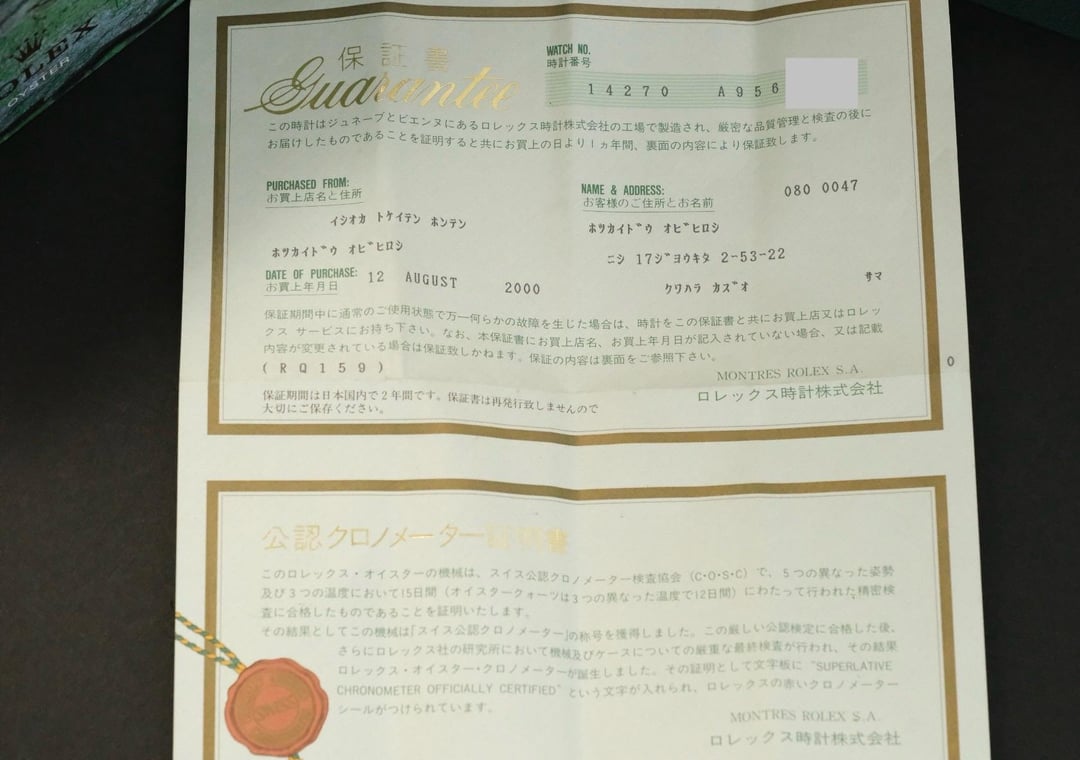 ROLEX
OYSTER
保証書
Guarantee
WATCH NO.
時計番号
14270 A956
この時計はジュネーブとビエンヌにあるロレックス時計株式会社の工場で製造され、厳密な品質管理と検査の後に
お届けしたものであることを証明すると共にお買上の日より1ヵ年間、裏面の内容により保証致します。
PURCHASED FROM:
お買上店名と住所
イシオカ トケイテン ホンテン
ホツカイドウ オビヒロシ
NAME & ADDRESS:
お客様のご住所とお名前
080 0047
ホツカイドウ オビヒロシ
ニシ 17ジヨウキタ 2-53-22
クワハラ カズオ サマ
DATE OF PURCHASE:
お買上年月日
12 AUGUST 2000
保証期間中に通常のご使用状態で万一何らかの故障を生じた場合は、時計をこの保証書と共にお買上店又はロレッ
クス サービスにお持ち下さい。なお、本保証書にお買上店名、お買上年月日が記入されていない場合、又は記載
内容が変更されている場合は保証致しかねます。保証の内容は裏面をご参照下さい。
(RQ159)
保証期間は日本国内で2年間です。保証書は再発行致しませんので
大切にご保存ください。
MONTRES ROLEX S.A.
ロレックス時計株式会社
0
公認クロノメーター証明書
このロレックス・オイスターの機械は、スイス公認クロノメーター検査協会(C・O・S・C)で、5つの異なった姿勢
及び3つの温度において15日間(オイスタークォーツは3つの異なった温度で12日間)にわたって行われた精密検
査に合格したものであることを証明いたします。
その結果としてこの機械は「スイス公認クロノメーター」の称号を獲得しました。この厳しい公認検定に合格した後、
さらにロレックス社の研究所において機械及びケースについての厳重な最終検査が行われ、その結果
ロレックス・オイスター・クロノメーターが誕生しました。その証明として文字板に "SUPERLATIVE
CHRONOMETER OFFICIALLY CERTIFIED" という文字が入れられ、ロレックスの赤いクロノメーター
シールがつけられています。
MONTRES ROLEX S.A.
ロレックス時計株式会社